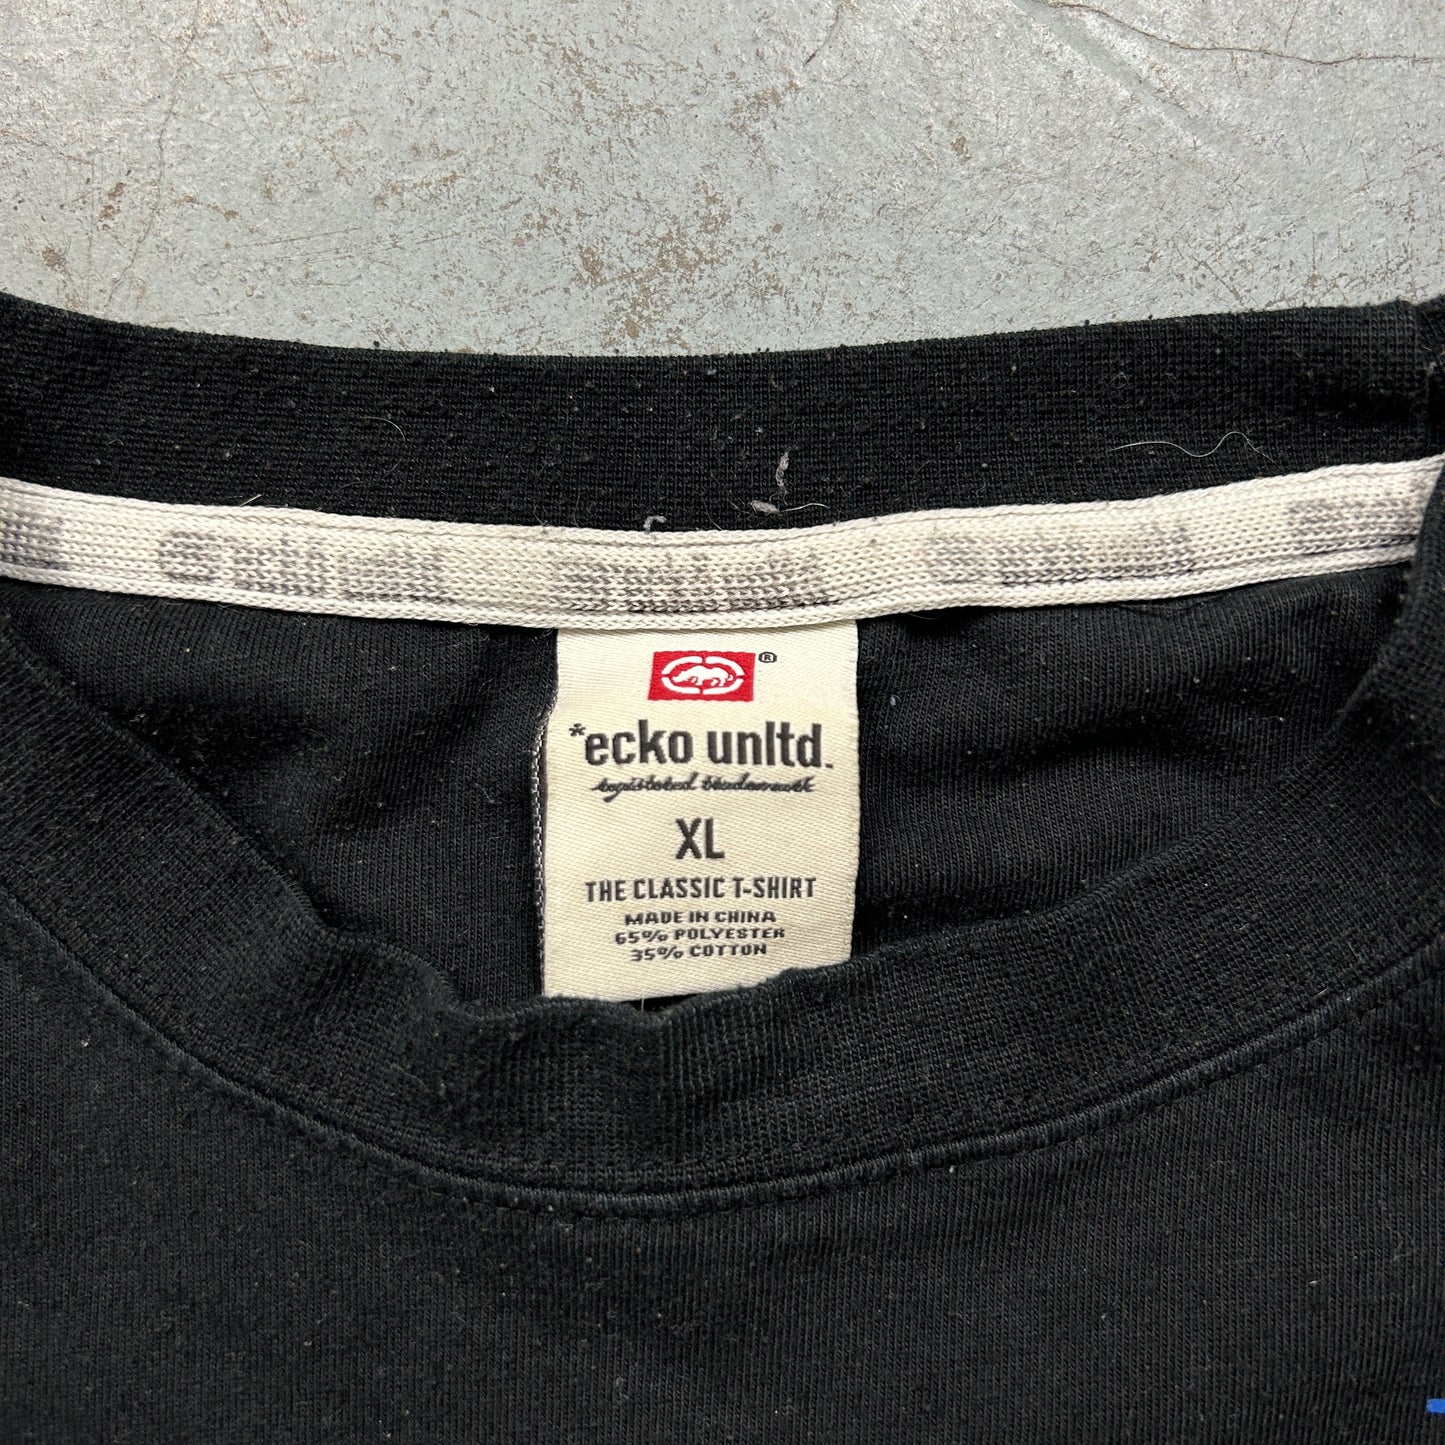 ®
*ecko unltd.
registered trademark
XL
THE CLASSIC T-SHIRT
MADE IN CHINA
65% POLYESTER
35% COTTON